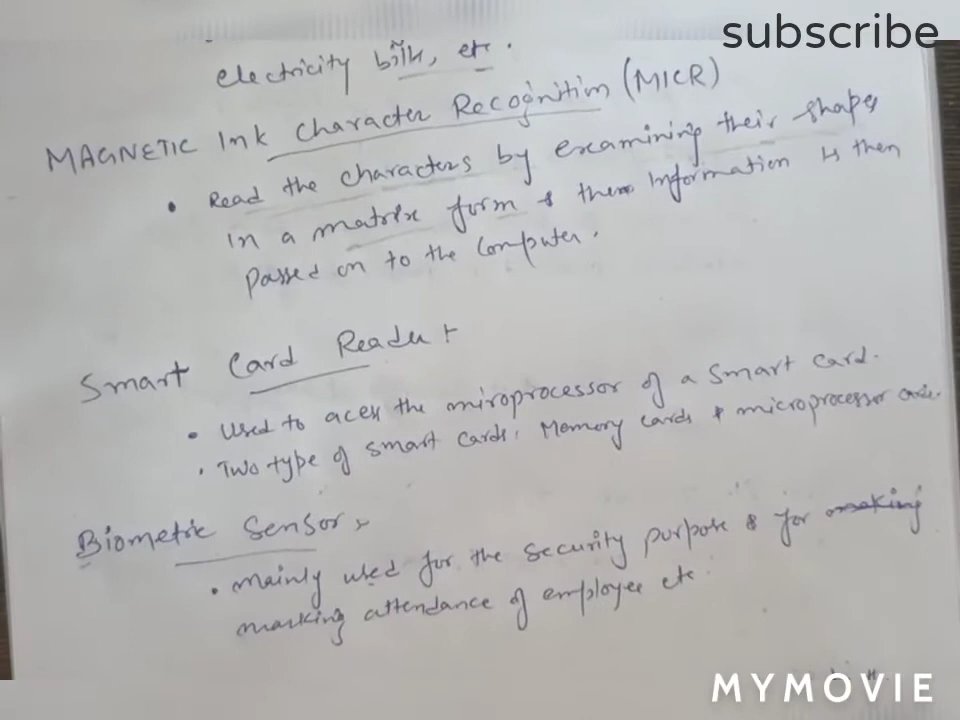 subscribe
electricity bills, etc.
MAGNETIC Ink Character Recognition (MICR)
• Read the characters by examining their shapes
in a matrix form & the information is then
passed on to the Computer.
Smart Card Reader
• Used to acess the miroprocessor of a Smart Card.
• Two type of smart cards: Memory cards & microprocessor
Biometric Sensor
• mainly used for the security purpose & for
marking attendance of employee etc
MYMOVIE